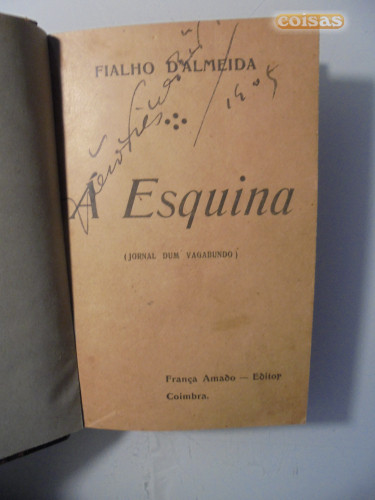 coisas
FIALHO D'ALMEIDA
1905
Á Esquina
(JORNAL DUM VAGABUNDO)
França Amado — Editor
Coimbra.